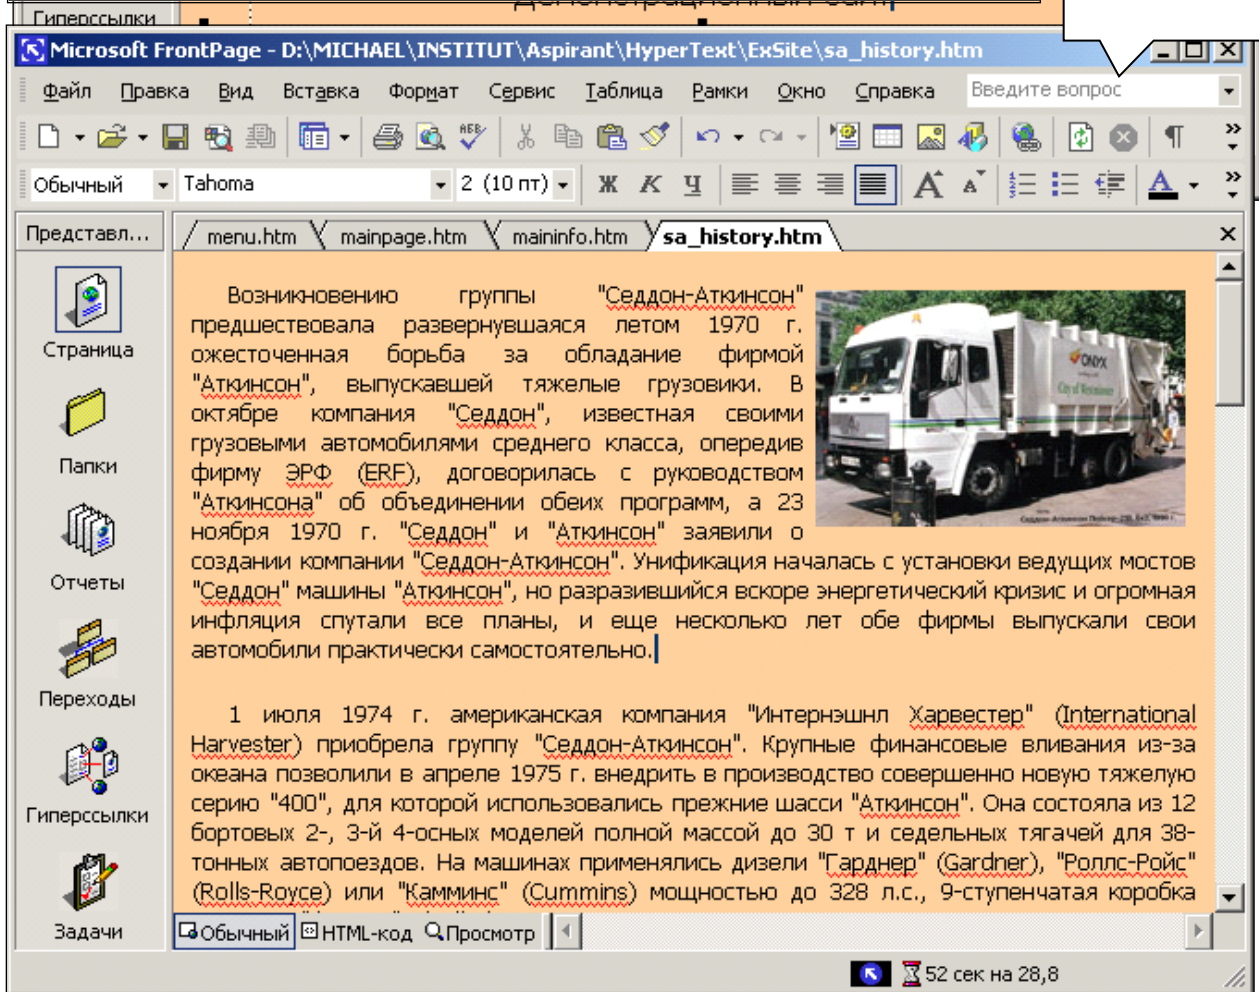 Демонстрационный сайт
Гиперссылки
Microsoft FrontPage - D:\MICHAEL\INSTITUT\Aspirant\HyperText\ExSite\sa_history.htm
Файл Правка Вид Вставка Формат Сервис Таблица Рамки Окно Справка Введите вопрос
Обычный Tahoma 2 (10 пт) Ж К Ч А А А
Представл... menu.htm mainpage.htm maininfo.htm sa_history.htm
Страница
Папки
Отчеты
Переходы
Гиперссылки
Задачи
Возникновению группы "Седдон-Аткинсон"
предшествовала развернувшаяся летом 1970 г.
ожесточенная борьба за обладание фирмой
"Аткинсон", выпускавшей тяжелые грузовики. В
октябре компания "Седдон", известная своими
грузовыми автомобилями среднего класса, опередив
фирму ЭРФ (ERF), договорилась с руководством
"Аткинсона" об объединении обеих программ, а 23
ноября 1970 г. "Седдон" и "Аткинсон" заявили о
создании компании "Седдон-Аткинсон". Унификация началась с установки ведущих мостов
"Седдон" машины "Аткинсон", но разразившийся вскоре энергетический кризис и огромная
инфляция спутали все планы, и еще несколько лет обе фирмы выпускали свои
автомобили практически самостоятельно.
ONYX
City of Westminster
1 июля 1974 г. американская компания "Интернэшнл Харвестер" (International
Harvester) приобрела группу "Седдон-Аткинсон". Крупные финансовые вливания из-за
океана позволили в апреле 1975 г. внедрить в производство совершенно новую тяжелую
серию "400", для которой использовались прежние шасси "Аткинсон". Она состояла из 12
бортовых 2-, 3-й 4-осных моделей полной массой до 30 т и седельных тягачей для 38-
тонных автопоездов. На машинах применялись дизели "Гарднер" (Gardner), "Роллс-Ройс"
(Rolls-Royce) или "Камминс" (Cummins) мощностью до 328 л.с., 9-ступенчатая коробка
Обычный HTML-код Просмотр
52 сек на 28,8